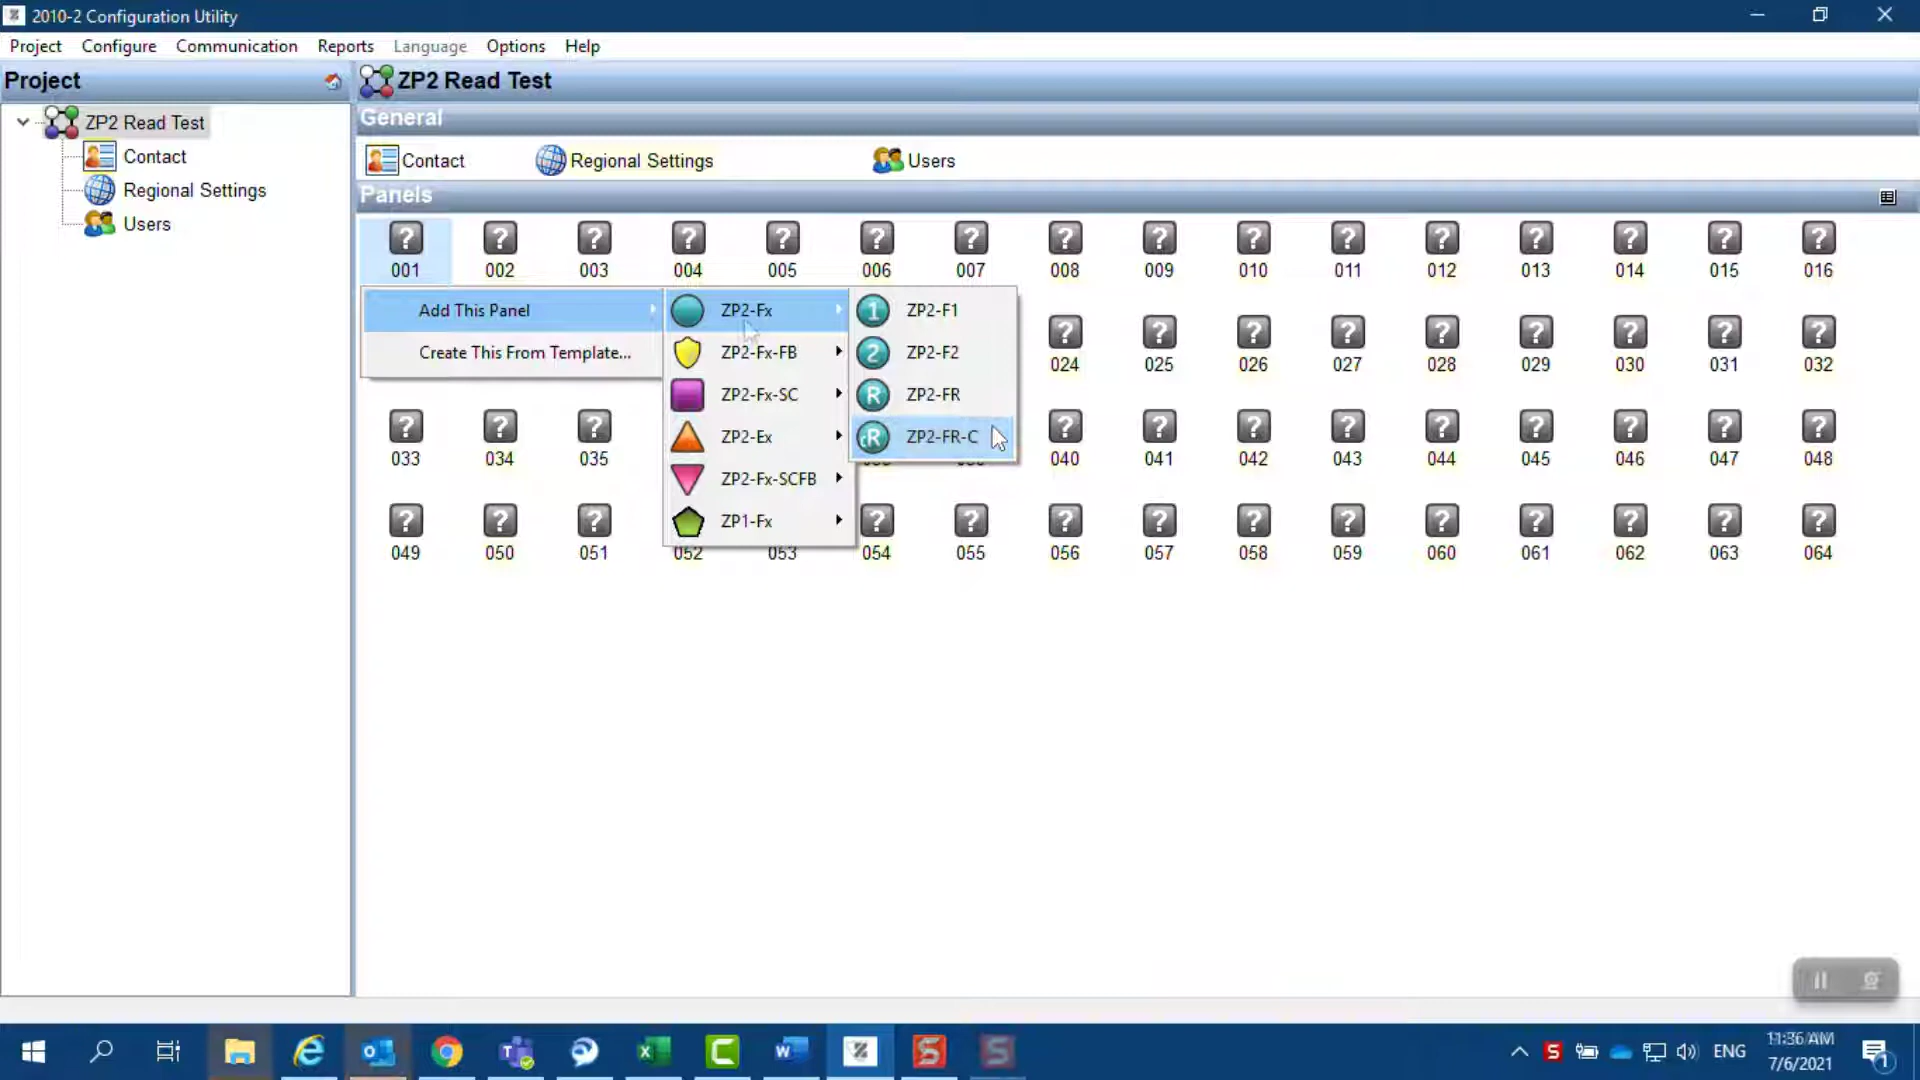 2010-2 Configuration Utility
Project Configure Communication Reports Language Options Help
Project
ZP2 Read Test
Contact
Regional Settings
Users
ZP2 Read Test
General
Contact Regional Settings Users
Panels
001 002 003 004 005 006 007 008 009 010 011 012 013 014 015 016
Add This Panel
Create This From Template...
ZP2-Fx
ZP2-Fx-FB
ZP2-Fx-SC
ZP2-Ex
ZP2-Fx-SCFB
ZP1-Fx
1 ZP2-F1
2 ZP2-F2
R ZP2-FR
cR ZP2-FR-C
024 025 026 027 028 029 030 031 032
033 034 035 040 041 042 043 044 045 046 047 048
049 050 051 052 053 054 055 056 057 058 059 060 061 062 063 064
ENG
11:36 AM
7/6/2021
1